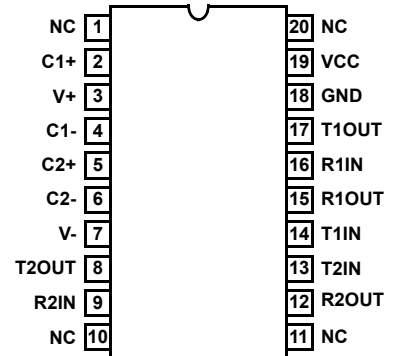 NC 1 20 NC
C1+ 2 19 VCC
V+ 3 18 GND
C1- 4 17 T1OUT
C2+ 5 16 R1IN
C2- 6 15 R1OUT
V- 7 14 T1IN
T2OUT 8 13 T2IN
R2IN 9 12 R2OUT
NC 10 11 NC